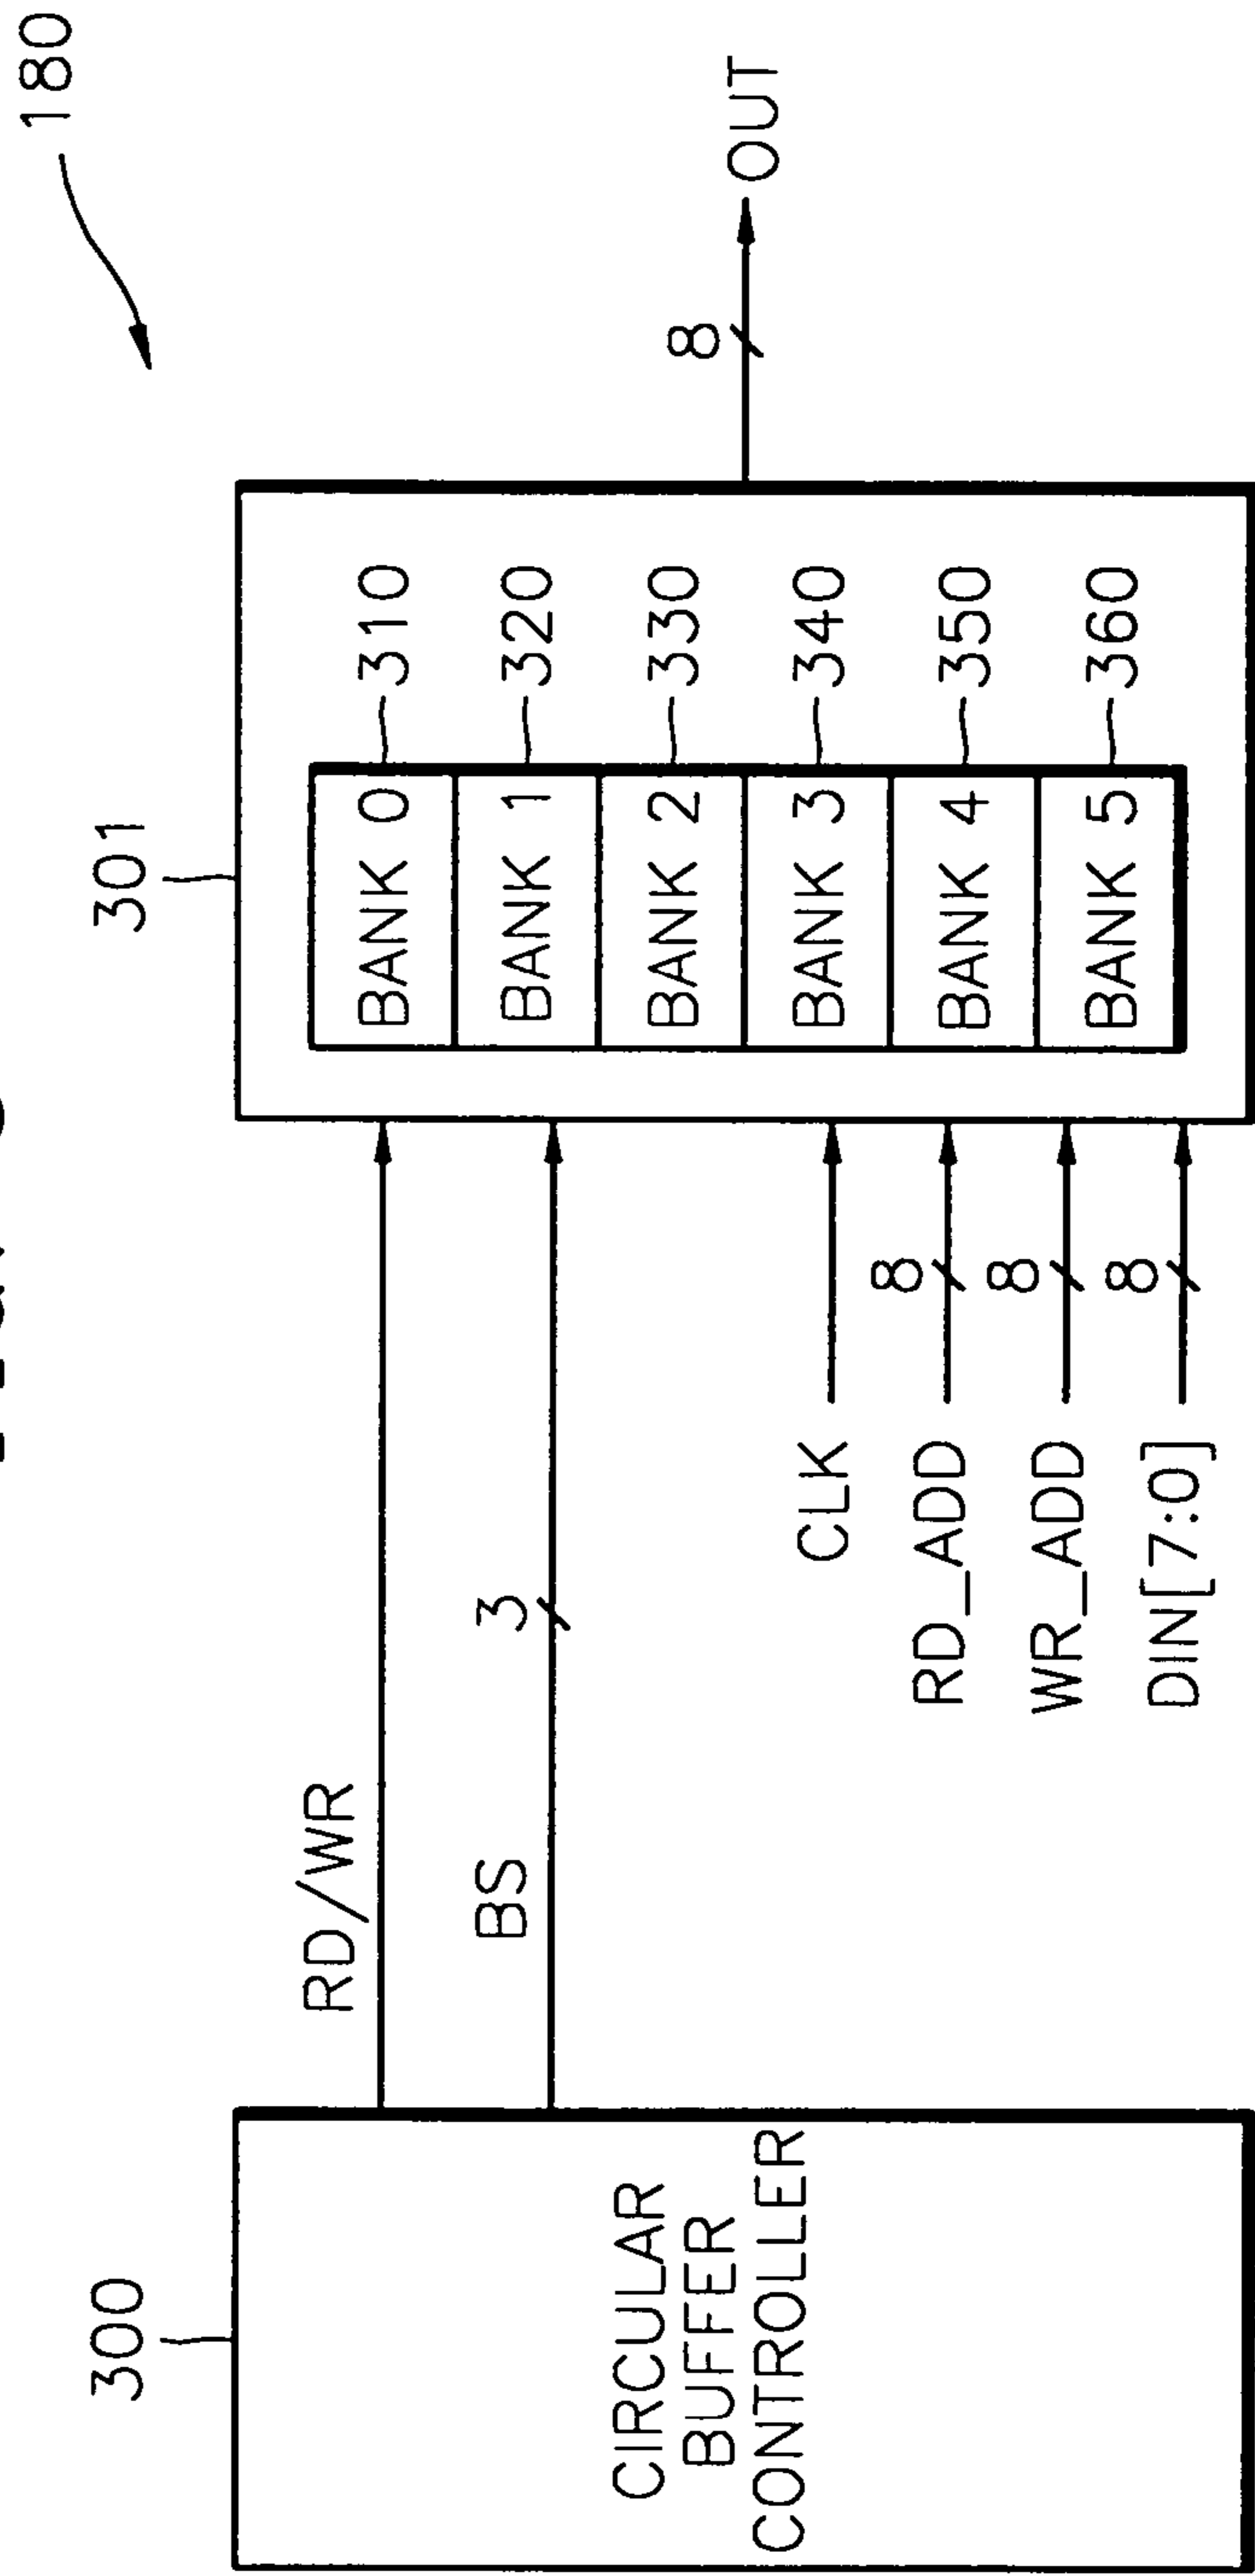 180
300
301
CIRCULAR
BUFFER
CONTROLLER
RD/WR
BS
3
CLK
RD_ADD
8
WR_ADD
8
DIN[7:0]
8
BANK 0
310
BANK 1
320
BANK 2
330
BANK 3
340
BANK 4
350
BANK 5
360
8
OUT